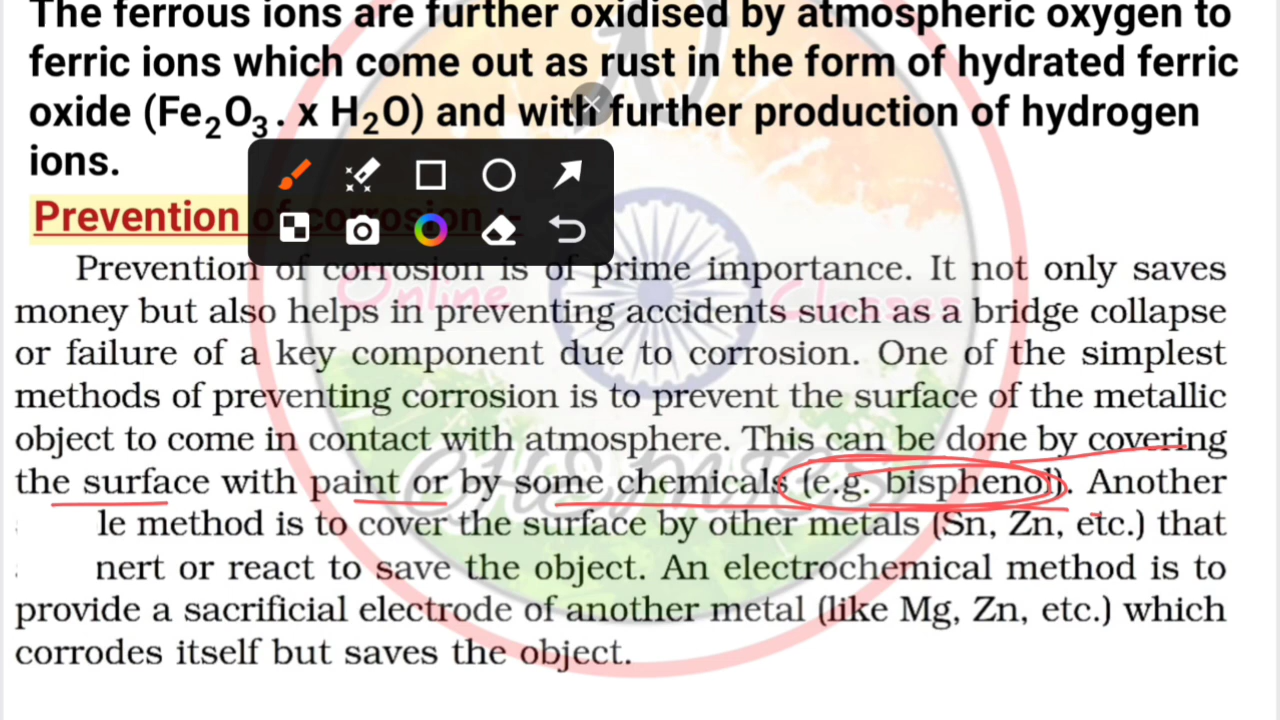 The ferrous ions are further oxidised by atmospheric oxygen to
ferric ions which come out as rust in the form of hydrated ferric
oxide (Fe₂O₃. x H₂O) and with further production of hydrogen
ions.
Prevention of corrosion :-
Prevention of corrosion is of prime importance. It not only saves
Online Classes
money but also helps in preventing accidents such as a bridge collapse
or failure of a key component due to corrosion. One of the simplest
methods of preventing corrosion is to prevent the surface of the metallic
object to come in contact with atmosphere. This can be done by covering
the surface with paint or by some chemicals (e.g. bisphenol). Another
le method is to cover the surface by other metals (Sn, Zn, etc.) that
nert or react to save the object. An electrochemical method is to
provide a sacrificial electrode of another metal (like Mg, Zn, etc.) which
corrodes itself but saves the object.